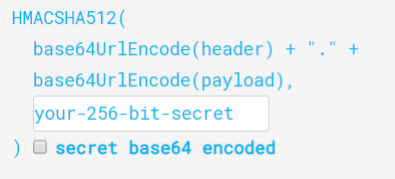 HMACSHA512(
base64UrlEncode(header) + "." +
base64UrlEncode(payload),
your-256-bit-secret
) secret base64 encoded